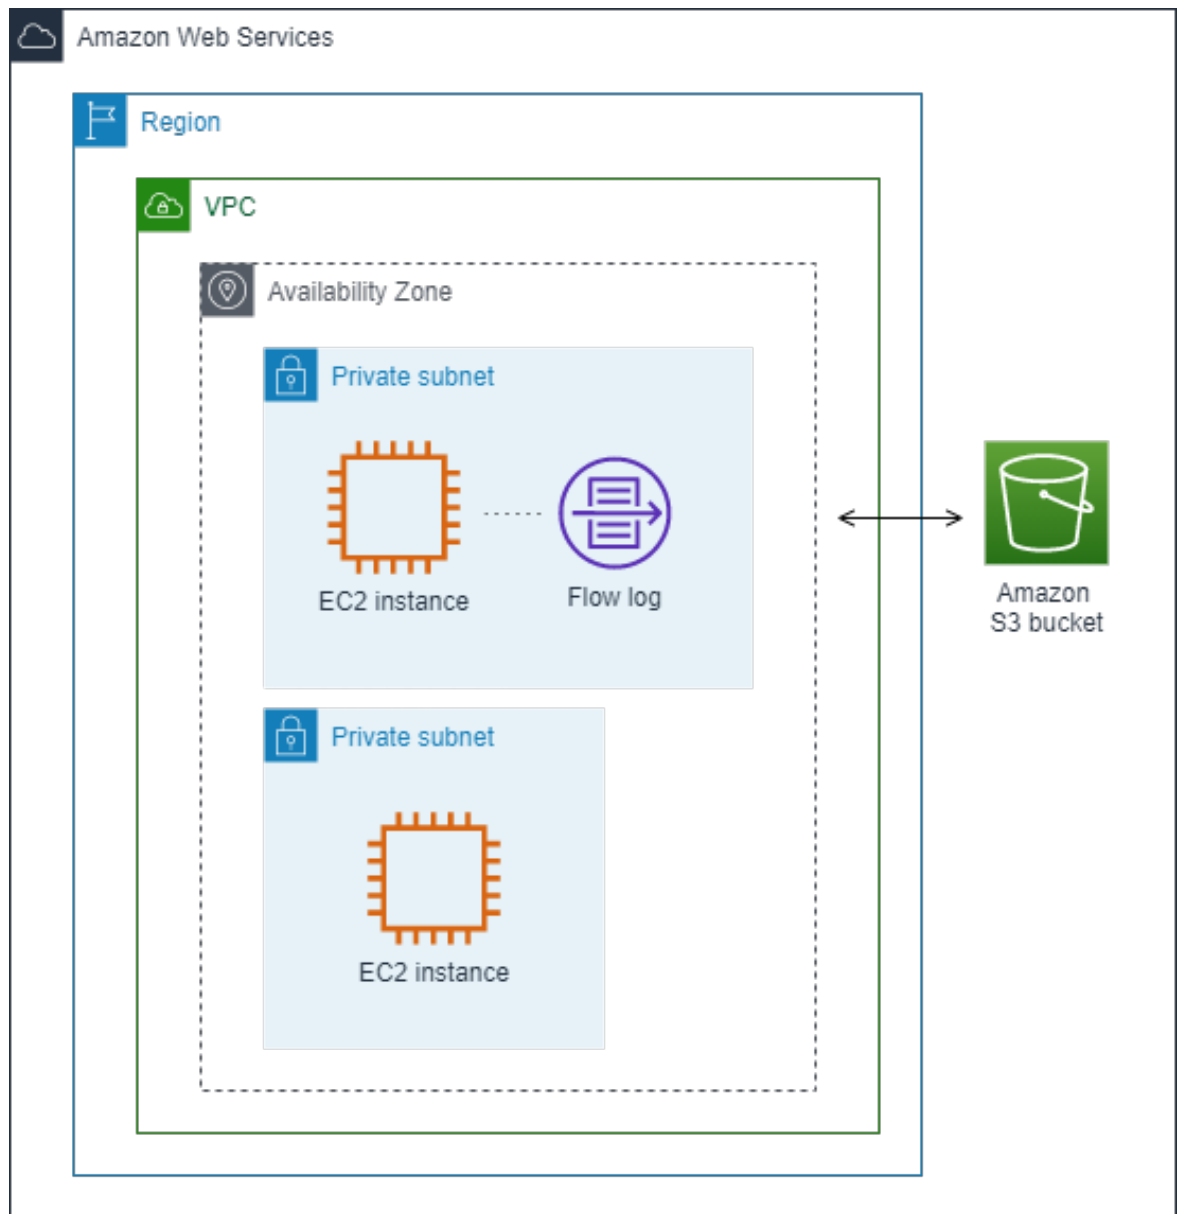 Amazon Web Services
Region
VPC
Availability Zone
Private subnet
EC2 instance
Flow log
Amazon
S3 bucket
Private subnet
EC2 instance